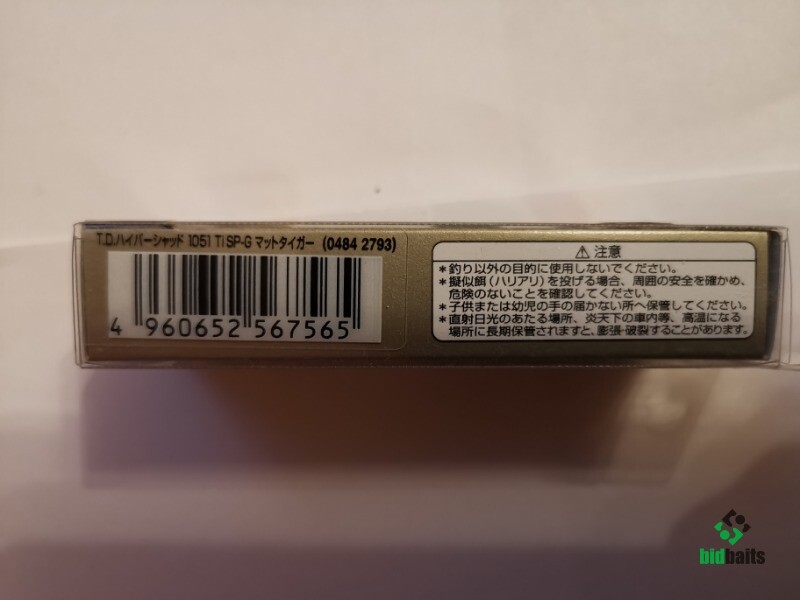 T.D.ハイパーシャッド 1051 Ti SP-G マットタイガー (0484 2793)
4 960652 567565
⚠ 注意
*釣り以外の目的に使用しないでください。
*擬似餌(ハリアリ)を投げる場合、周囲の安全を確かめ、
危険のないことを確認してください。
*子供または幼児の手の届かない所へ保管してください。
*直射日光のあたる場所、炎天下の車内等、高温になる
場所に長期保管されますと、膨張・破裂することがあります。
bidbaits